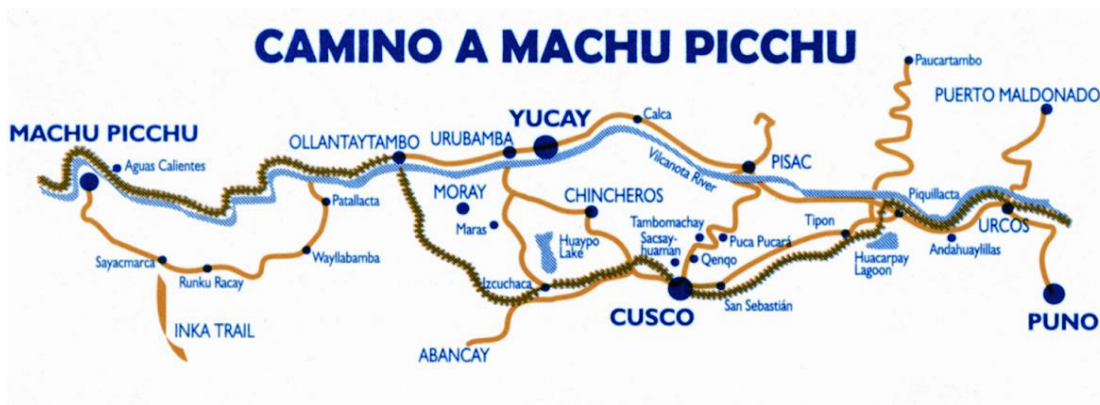 CAMINO A MACHU PICCHU
Paucartambo
PUERTO MALDONADO
MACHU PICCHU
Aguas Calientes
OLLANTAYTAMBO
URUBAMBA
YUCAY
Calca
Vilcanota River
PISAC
Patallacta
MORAY
Maras
CHINCHEROS
Piquillacta
Tipon
URCOS
Andahuaylillas
Tambomachay
Sacsay-
huaman
Puca Pucará
Qenqo
Huaypo
Lake
Huacarpay
Lagoon
Wayllabamba
Sayacmarca
Runku Racay
Izcuchaca
San Sebastián
CUSCO
PUNO
INKA TRAIL
ABANCAY